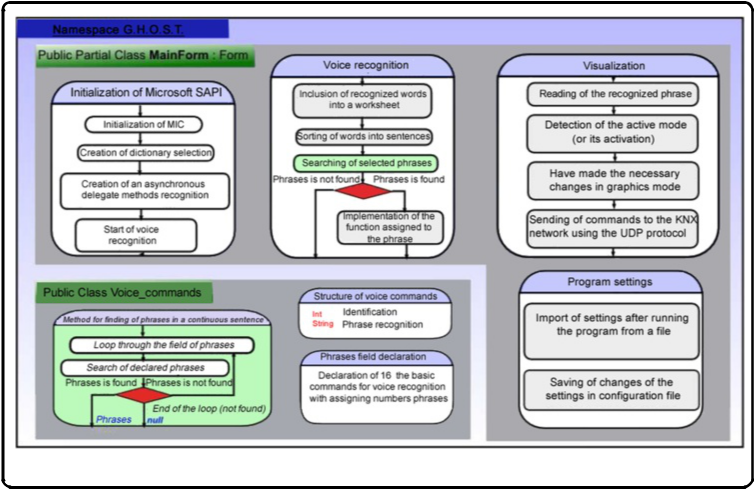 Namespace G.H.O.S.T.
Public Partial Class MainForm : Form
Initialization of Microsoft SAPI
Initialization of MIC
Creation of dictionary selection
Creation of an asynchronous
delegate methods recognition
Start of voice
recognition
Voice recognition
Inclusion of recognized words
into a worksheet
Sorting of words into sentences
Searching of selected phrases
Phrases is not found
Phrases is found
Implementation of the
function assigned to
the phrase
Visualization
Reading of the recognized phrase
Detection of the active mode
(or its activation)
Have made the necessary
changes in graphics mode
Sending of commands to the KNX
network using the UDP protocol
Public Class Voice_commands
Method for finding of phrases in a continuous sentence
Loop through the field of phrases
Search of declared phrases
Phrases is found
Phrases is not found
End of the loop (not found)
Phrases
null
Structure of voice commands
Int Identification
String Phrase recognition
Phrases field declaration
Declaration of 16 the basic
commands for voice recognition
with assigning numbers phrases
Program settings
Import of settings after running
the program from a file
Saving of changes of the
settings in configuration file